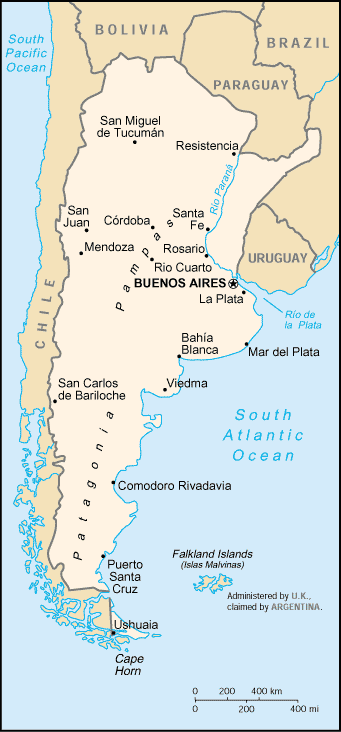 BOLIVIA
South
Pacific
Ocean
BRAZIL
PARAGUAY
San Miguel
de Tucumán
Resistencia
Río Paraná
San
Juan
Córdoba
Santa
Fe
Mendoza
Rosario
Río Cuarto
URUGUAY
Pampas
BUENOS AIRES
La Plata
CHILE
Río de
la Plata
Bahía
Blanca
Mar del Plata
San Carlos
de Bariloche
Viedma
South
Atlantic
Ocean
Patagonia
Comodoro Rivadavia
Puerto
Santa
Cruz
Falkland Islands
(Islas Malvinas)
Administered by U.K.,
claimed by ARGENTINA.
Ushuaia
Cape
Horn
0 200 400 km
0 200 400 mi